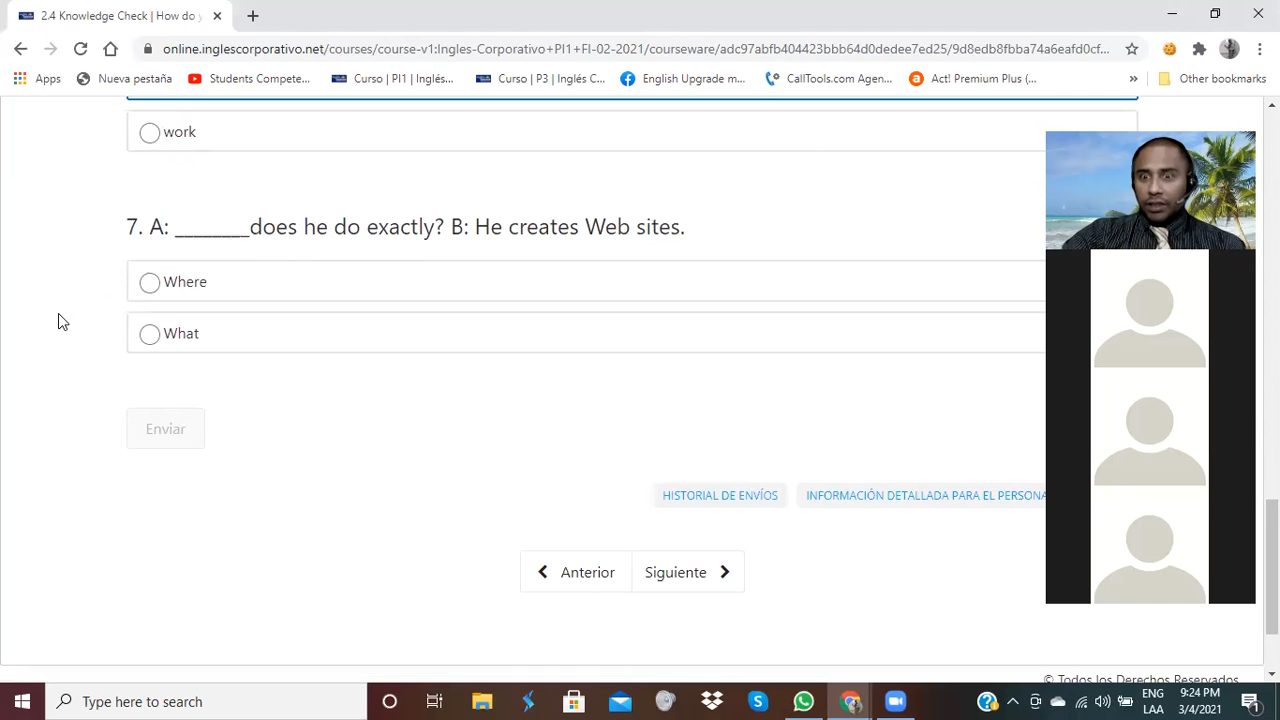 2.4 Knowledge Check | How do y
online.inglescorporativo.net/courses/course-v1:Ingles-Corporativo+PI1+FI-02-2021/courseware/adc97abfb404423bbb64d0dedee7ed25/9d8edb8fbba74a6eafd0cf...
Apps Nueva pestaña Students Compete... Curso | PI1 | Inglés... Curso | P3 | Inglés C... English Upgrade m... CallTools.com Agen... Act! Premium Plus (... » Other bookmarks
work
7. A: ________does he do exactly? B: He creates Web sites.
Where
What
Enviar
HISTORIAL DE ENVÍOS INFORMACIÓN DETALLADA PARA EL PERSONA
Anterior Siguiente
© Todos los Derechos Reservados
Type here to search
ENG
LAA
9:24 PM
3/4/2021
1